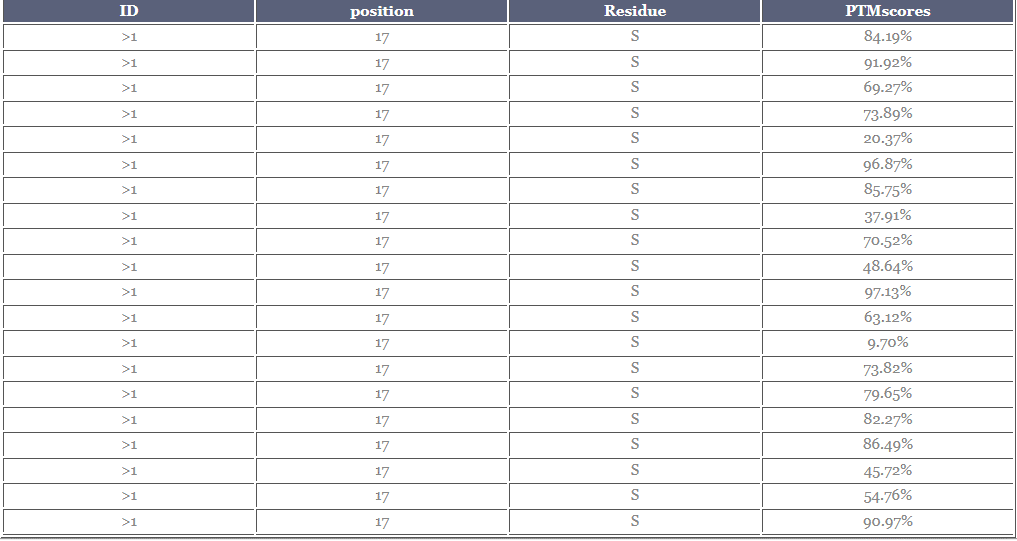 ID position Residue PTMscores
>1 17 S 84.19%
>1 17 S 91.92%
>1 17 S 69.27%
>1 17 S 73.89%
>1 17 S 20.37%
>1 17 S 96.87%
>1 17 S 85.75%
>1 17 S 37.91%
>1 17 S 70.52%
>1 17 S 48.64%
>1 17 S 97.13%
>1 17 S 63.12%
>1 17 S 9.70%
>1 17 S 73.82%
>1 17 S 79.65%
>1 17 S 82.27%
>1 17 S 86.49%
>1 17 S 45.72%
>1 17 S 54.76%
>1 17 S 90.97%